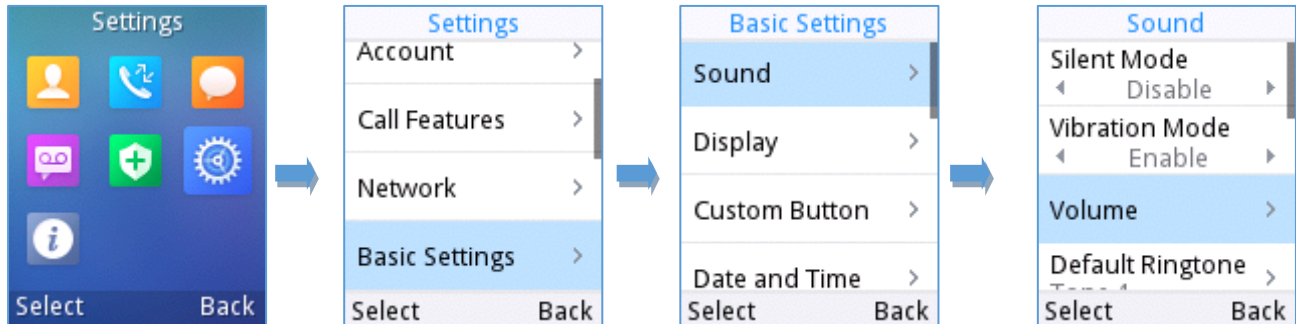 Settings
Select Back
Settings
Account
Call Features
Network
Basic Settings
Select Back
Basic Settings
Sound
Display
Custom Button
Date and Time
Select Back
Sound
Silent Mode
Disable
Vibration Mode
Enable
Volume
Default Ringtone
Select Back